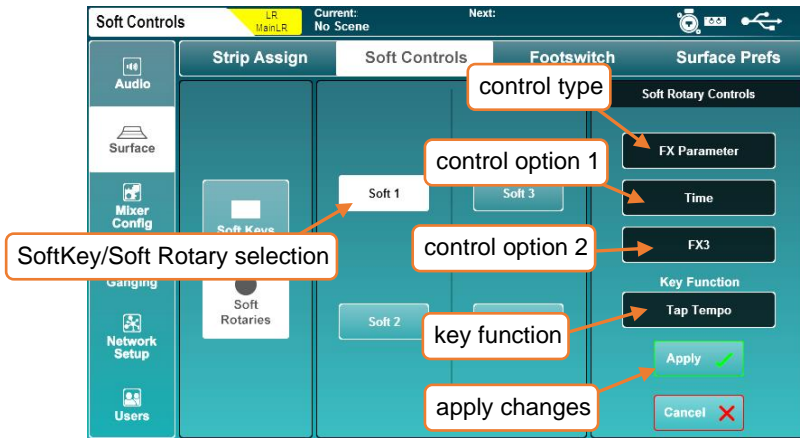 Soft Controls
LR
MainLR
Current:
No Scene
Next:
Audio
Surface
Mixer
Config
Ganging
Network
Setup
Users
Strip Assign
Soft Controls
Footswitch
Surface Prefs
Soft Keys
Soft
Rotaries
Soft 1
Soft 2
Soft 3
Soft Rotary Controls
FX Parameter
Time
FX3
Key Function
Tap Tempo
Apply
Cancel
control type
control option 1
SoftKey/Soft Rotary selection
control option 2
key function
apply changes